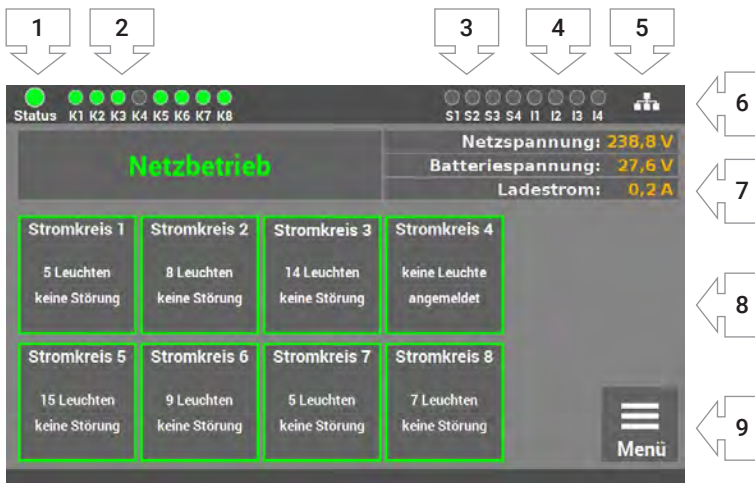 1 2 3 4 5
Status K1 K2 K3 K4 K5 K6 K7 K8 S1 S2 S3 S4 I1 I2 I3 I4
6
Netzbetrieb
Netzspannung: 238,8 V
Batteriespannung: 27,6 V
Ladestrom: 0,2 A
7
Stromkreis 1 Stromkreis 2 Stromkreis 3 Stromkreis 4
5 Leuchten 8 Leuchten 14 Leuchten keine Leuchte
keine Störung keine Störung keine Störung angemeldet
8
Stromkreis 5 Stromkreis 6 Stromkreis 7 Stromkreis 8
15 Leuchten 9 Leuchten 5 Leuchten 7 Leuchten
keine Störung keine Störung keine Störung keine Störung
Menü
9